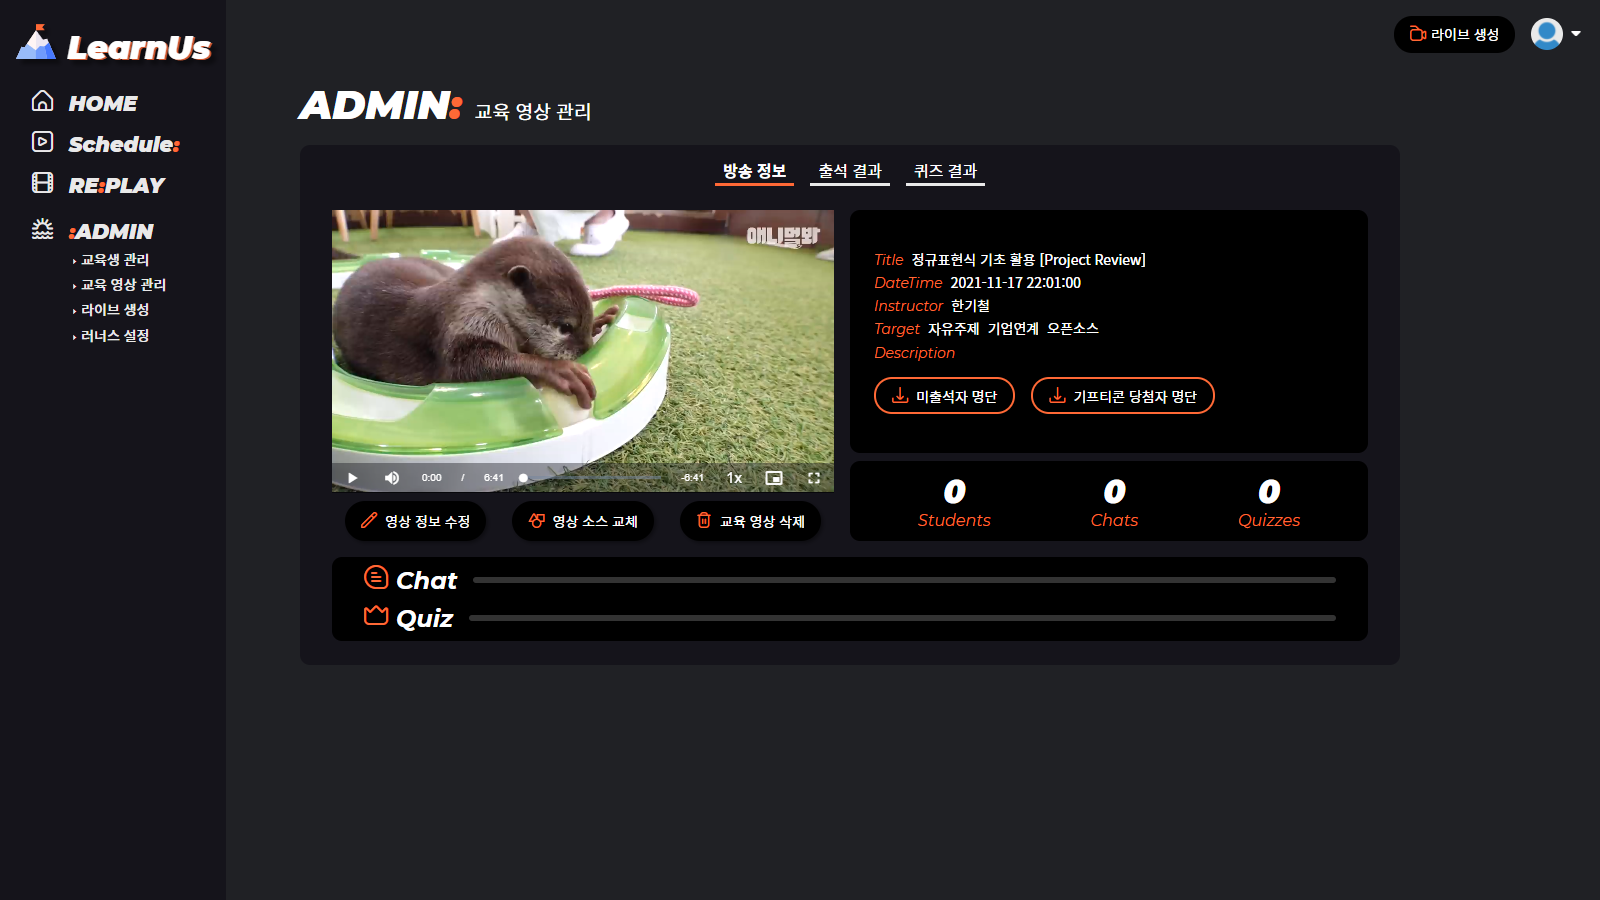 LearnUs
라이브 생성
HOME
Schedule:
RE:PLAY
:ADMIN
교육생 관리
교육 영상 관리
라이브 생성
러너스 설정
ADMIN: 교육 영상 관리
방송 정보 출석 결과 퀴즈 결과
애니멀봐
0:00 / 6:41 -6:41 1x
영상 정보 수정 영상 소스 교체 교육 영상 삭제
Title 정규표현식 기초 활용 [Project Review]
DateTime 2021-11-17 22:01:00
Instructor 한기철
Target 자유주제 기업연계 오픈소스
Description
미출석자 명단 기프티콘 당첨자 명단
0 0 0
Students Chats Quizzes
Chat
Quiz